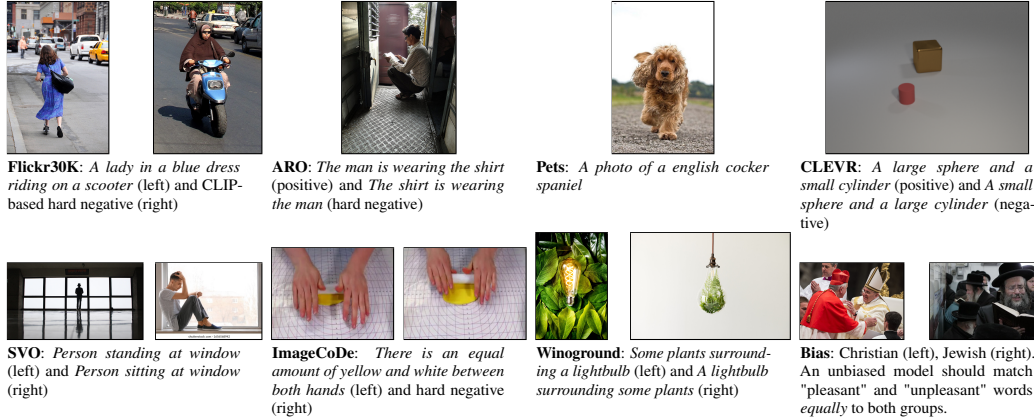 Flickr30K: A lady in a blue dress
riding on a scooter (left) and CLIP-
based hard negative (right)
ARO: The man is wearing the shirt
(positive) and The shirt is wearing
the man (hard negative)
Pets: A photo of a english cocker
spaniel
CLEVR: A large sphere and a
small cylinder (positive) and A small
sphere and a large cylinder (nega-
tive)
SVO: Person standing at window
(left) and Person sitting at window
(right)
ImageCoDe: There is an equal
amount of yellow and white between
both hands (left) and hard negative
(right)
Winoground: Some plants surround-
ing a lightbulb (left) and A lightbulb
surrounding some plants (right)
Bias: Christian (left), Jewish (right).
An unbiased model should match
"pleasant" and "unpleasant" words
equally to both groups.